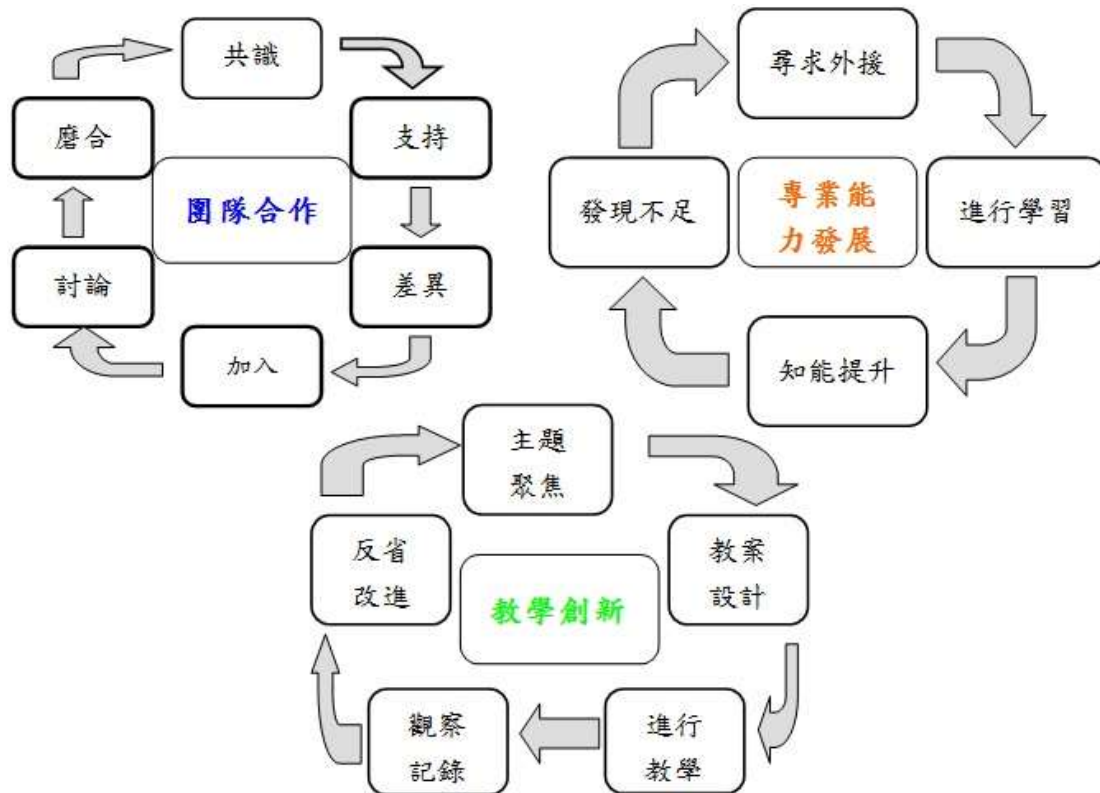 共識
磨合
支持
團隊合作
討論
差異
加入
尋求外援
發現不足
專業能
力發展
進行學習
知能提升
主題
聚焦
反省
改進
教案
設計
教學創新
觀察
記錄
進行
教學